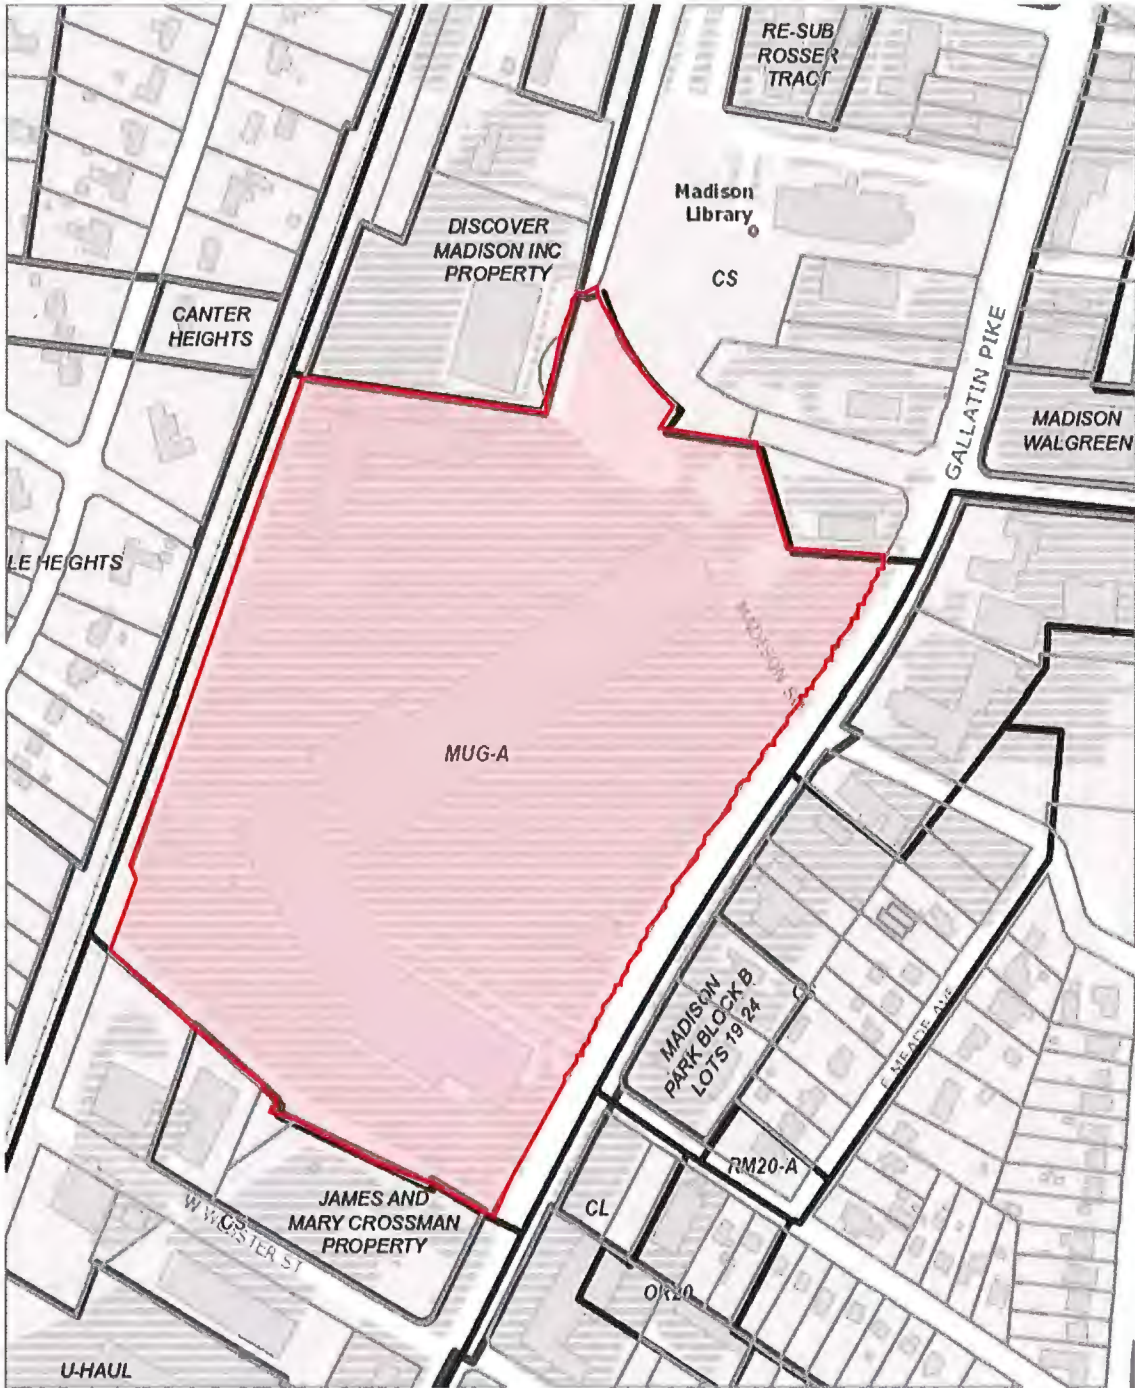 RE-SUB
ROSSER
TRACT
Madison
Library
DISCOVER
MADISON INC
PROPERTY
CS
CANTER
HEIGHTS
GALLATIN PIKE
MADISON
WALGREEN
LE HEIGHTS
MADISON
MUG-A
MADISON
PARK BLOCK B
LOTS 19 24
E MEADE AVE
RM20-A
JAMES AND
MARY CROSSMAN
PROPERTY
CS
W WEBSTER ST
CL
OR20
U-HAUL